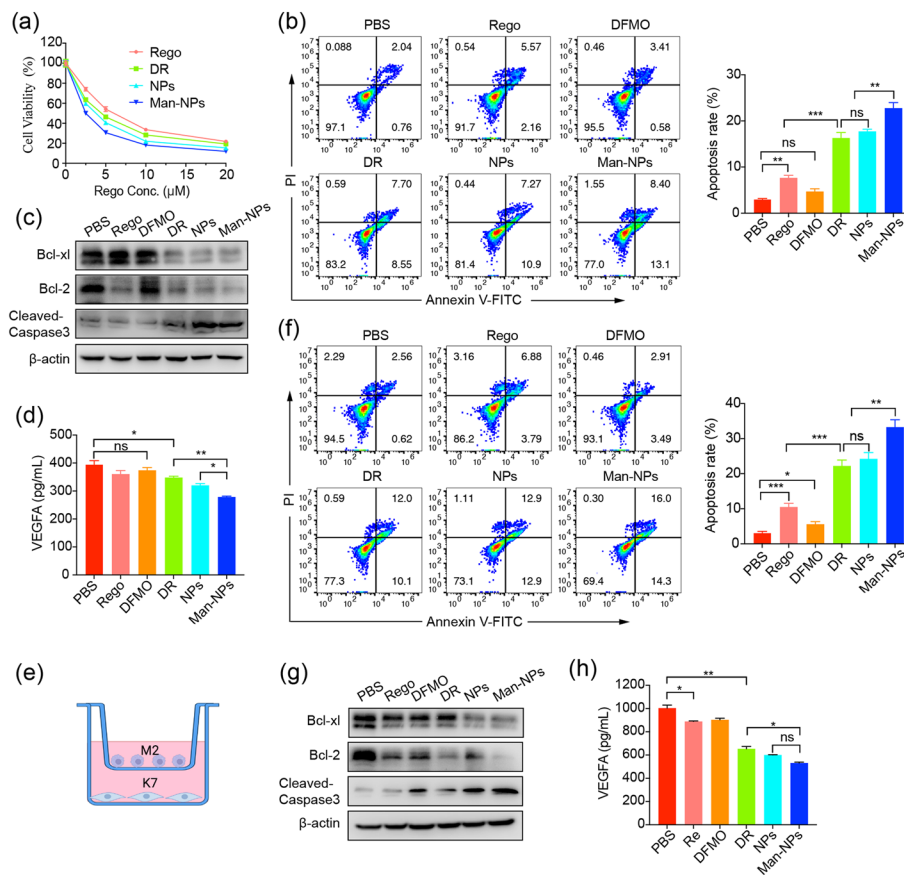 (a)
Cell Viability (%)
120
100
80
60
40
20
0
0 5 10 15 20
Rego Conc. (μM)
Rego
DR
NPs
Man-NPs
(b)
PBS Rego DFMO
0.088 2.04
97.1 0.76
0.54 5.57
91.7 2.16
0.46 3.41
95.5 0.58
DR NPs Man-NPs
0.59 7.70
83.2 8.55
0.44 7.27
81.4 10.9
1.55 8.40
77.0 13.1
PI
Annexin V-FITC
Apoptosis rate (%)
30
20
10
0
** ns *** ns **
PBS Rego DFMO DR NPs Man-NPs
(c)
PBS Rego DFMO DR NPs Man-NPs
Bcl-xl
Bcl-2
Cleaved-
Caspase3
β-actin
(d)
VEGFA (pg/mL)
500
400
300
200
100
0
ns * ** *
PBS Rego DFMO DR NPs Man-NPs
(e)
M2
K7
(f)
PBS Rego DFMO
2.29 2.56
94.5 0.62
3.16 6.88
86.2 3.79
0.46 2.91
93.1 3.49
DR NPs Man-NPs
0.59 12.0
77.3 10.1
1.11 12.9
73.1 12.9
0.30 16.0
69.4 14.3
PI
Annexin V-FITC
Apoptosis rate (%)
40
30
20
10
0
*** * *** ns **
PBS Rego DFMO DR NPs Man-NPs
(g)
PBS Rego DFMO DR NPs Man-NPs
Bcl-xl
Bcl-2
Cleaved-
Caspase3
β-actin
(h)
VEGFA (pg/mL)
1200
1000
800
600
400
200
0
* ** * ns
PBS Re DFMO DR NPs Man-NPs